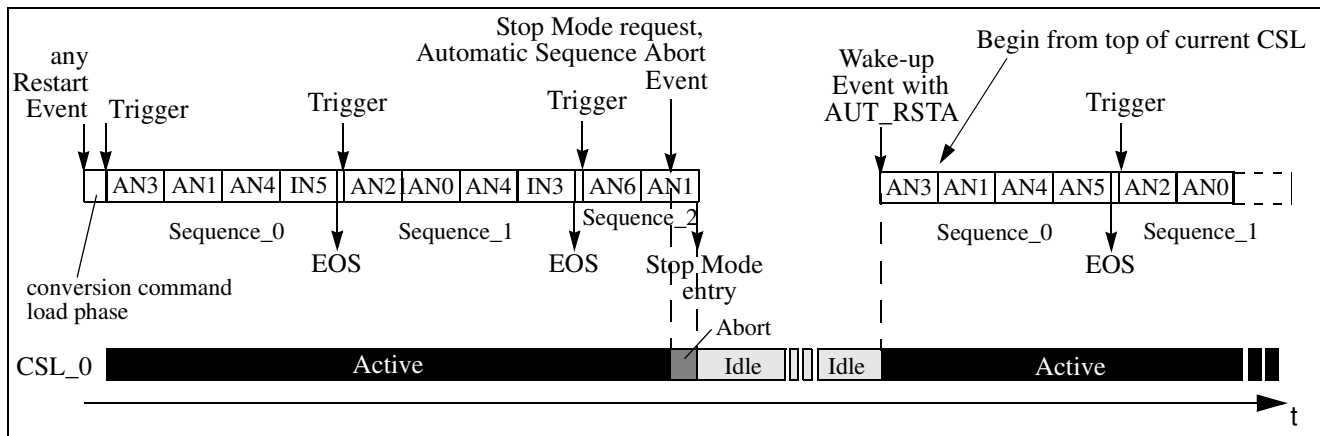 any
Restart
Event
Trigger
Trigger
Stop Mode request,
Automatic Sequence Abort
Event
Trigger
Wake-up
Event with
AUT_RSTA
Begin from top of current CSL
Trigger
AN3 AN1 AN4 IN5 AN21 AN0 AN4 IN3 AN6 AN1
AN3 AN1 AN4 AN5 AN2 AN0
Sequence_0
Sequence_1
Sequence_2
Sequence_0
Sequence_1
EOS
EOS
Stop Mode
entry
EOS
conversion command
load phase
Abort
CSL_0
Active
Idle
Idle
Active
t